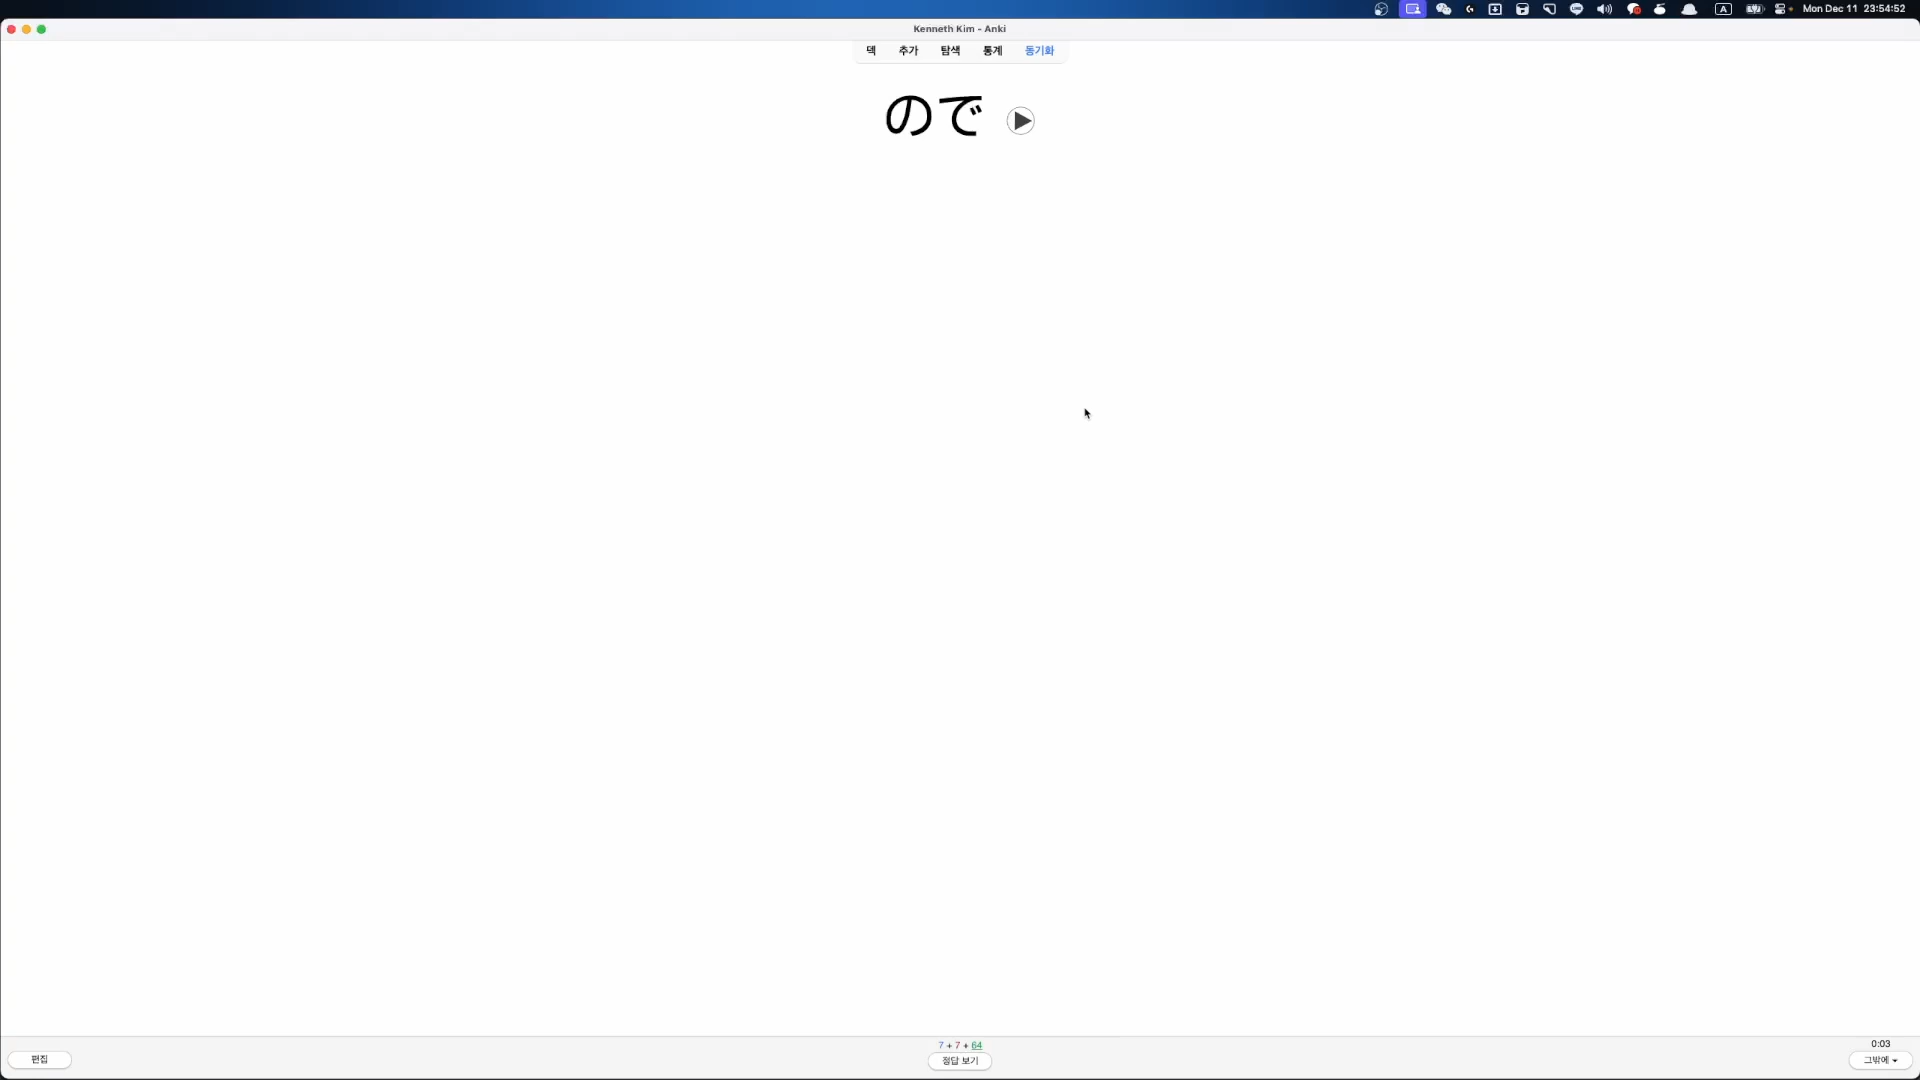 Mon Dec 11 23:54:52
Kenneth Kim - Anki
덱 추가 탐색 통계 동기화
ので
7 + 7 + 64
0:03
편집
정답 보기
그밖에